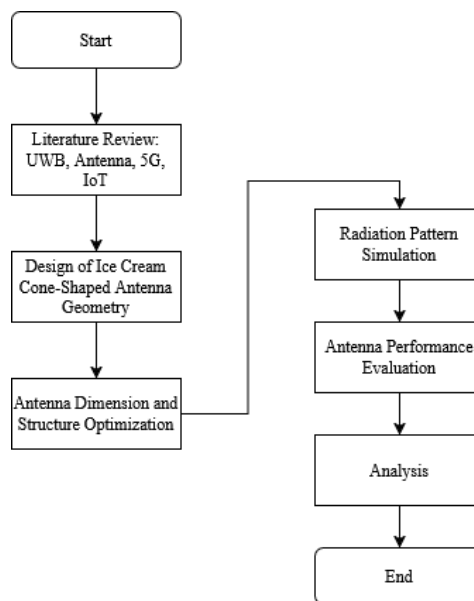 Start
Literature Review:
UWB, Antenna, 5G,
IoT
Design of Ice Cream
Cone-Shaped Antenna
Geometry
Antenna Dimension and
Structure Optimization
Radiation Pattern
Simulation
Antenna Performance
Evaluation
Analysis
End